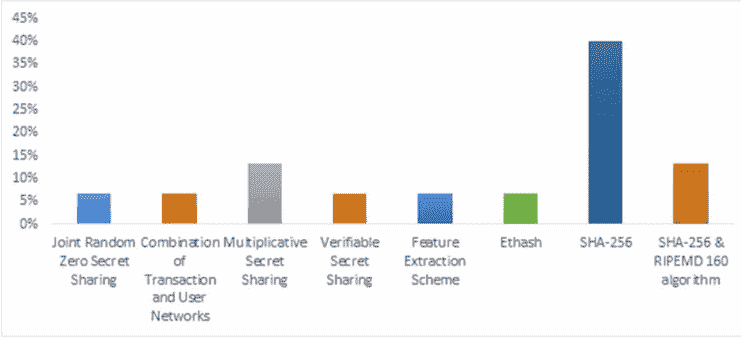 45%
40%
35%
30%
25%
20%
15%
10%
5%
0%
Joint Random
Zero Secret
Sharing
Combination
of
Transaction
and User
Networks
Multiplicative
Secret
Sharing
Verifiable
Secret
Sharing
Feature
Extraction
Scheme
Ethash
SHA-256
SHA-256 &
RIPEMD 160
algorithm